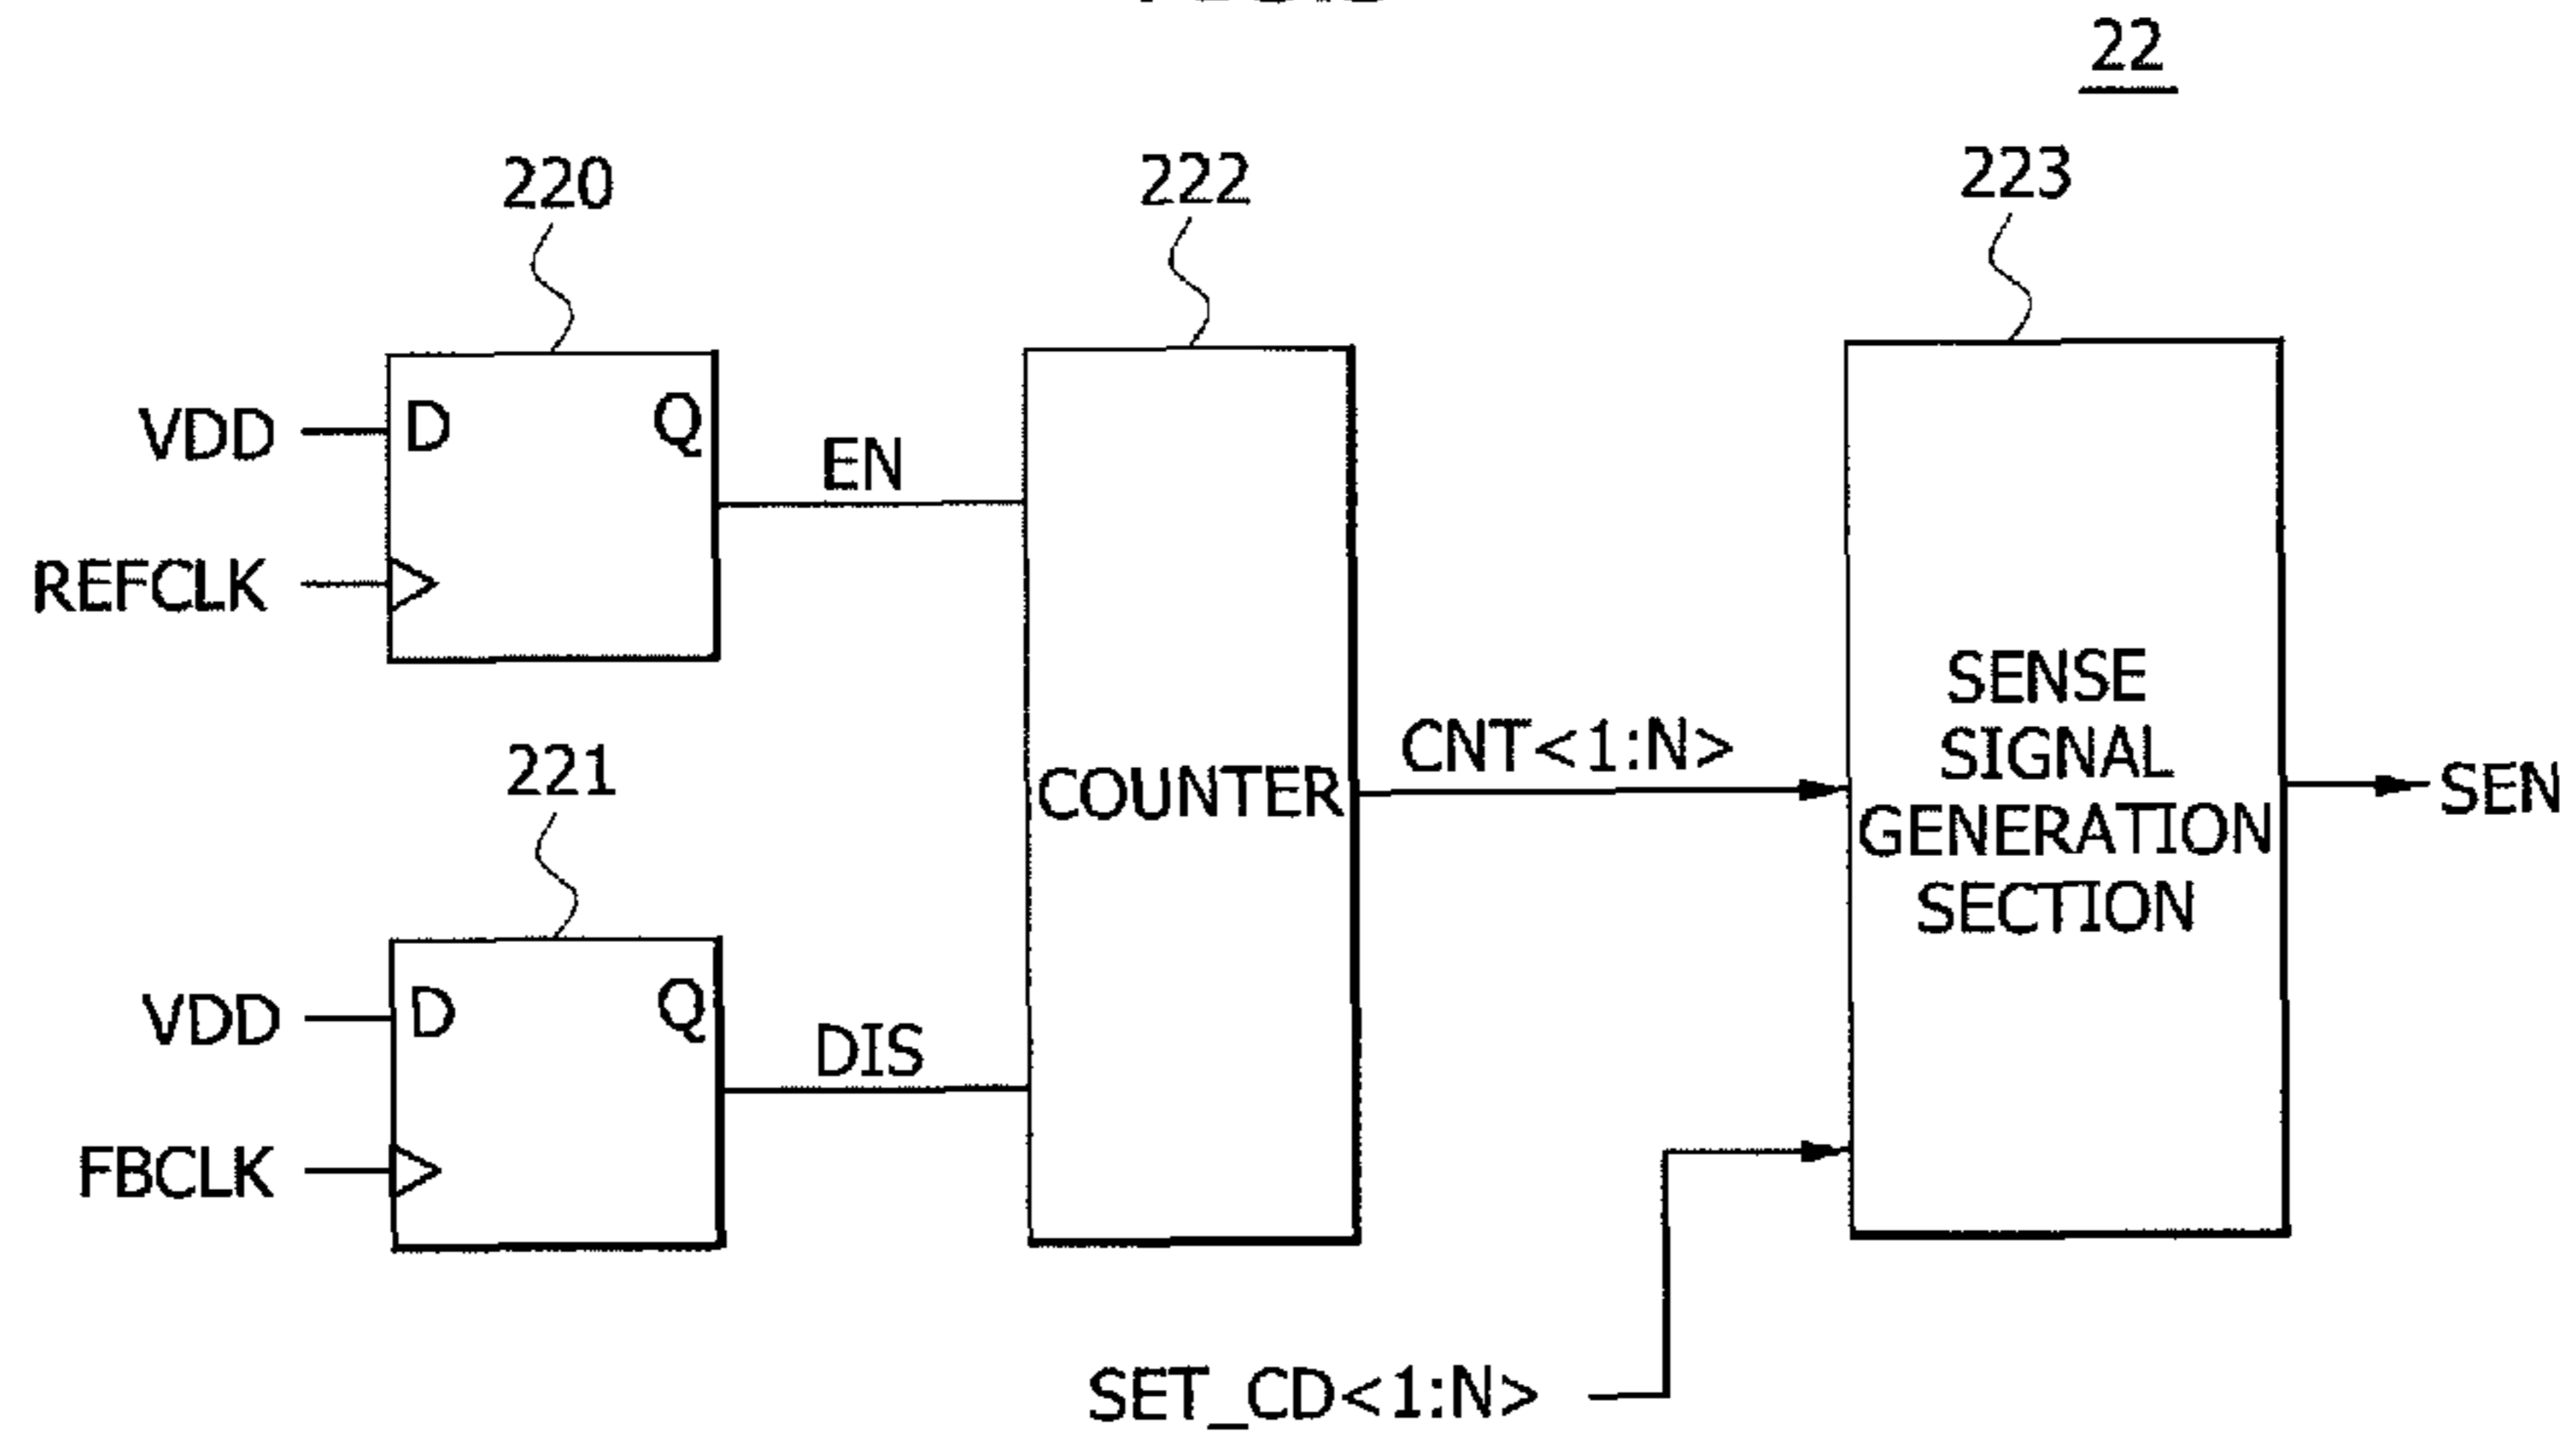 22
220
222
223
VDD
D
Q
REFCLK
EN
221
VDD
D
Q
FBCLK
DIS
COUNTER
CNT<1:N>
SENSE
SIGNAL
GENERATION
SECTION
SEN
SET_CD<1:N>